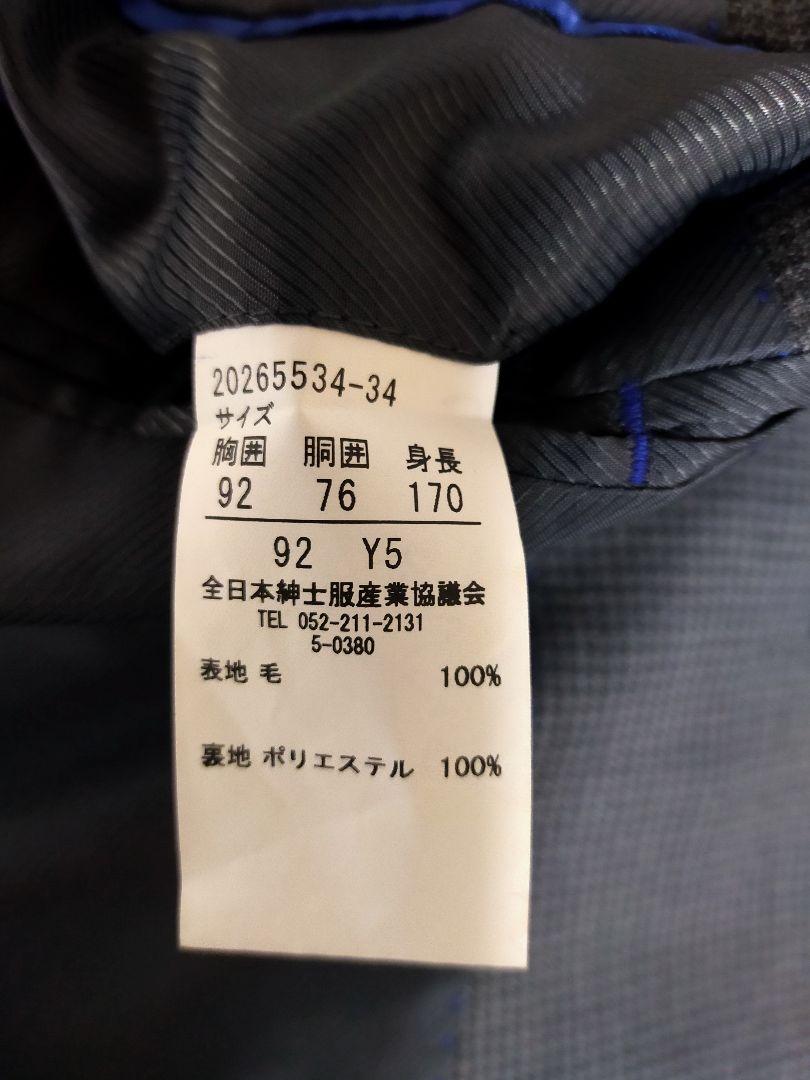 20265534-34
サイズ
胸囲 胴囲 身長
92 76 170
92 Y5
全日本紳士服産業協議会
TEL 052-211-2131
5-0380
表地 毛 100%
裏地 ポリエステル 100%